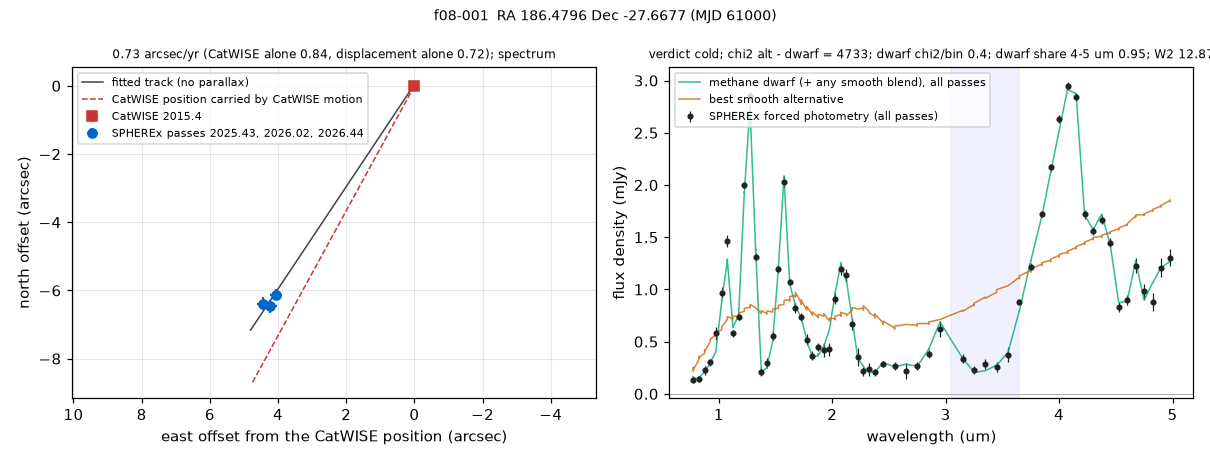 f08-001 RA 186.4796 Dec -27.6677 (MJD 61000)
0.73 arcsec/yr (CatWISE alone 0.84, displacement alone 0.72); spectrum
fitted track (no parallax)
CatWISE position carried by CatWISE motion
CatWISE 2015.4
SPHEREx passes 2025.43, 2026.02, 2026.44
0
−2
−4
−6
−8
north offset (arcsec)
10
8
6
4
2
0
−2
−4
east offset from the CatWISE position (arcsec)
verdict cold; chi2 alt - dwarf = 4733; dwarf chi2/bin 0.4; dwarf share 4-5 um 0.95; W2 12.87
methane dwarf (+ any smooth blend), all passes
best smooth alternative
SPHEREx forced photometry (all passes)
3.0
2.5
2.0
1.5
1.0
0.5
0.0
flux density (mJy)
1
2
3
4
5
wavelength (um)